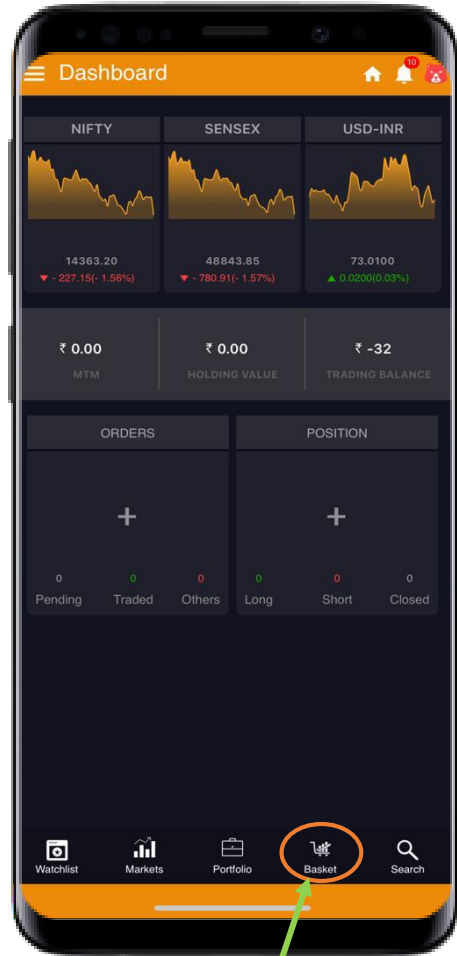 Dashboard
10
NIFTY SENSEX USD-INR
14363.20 48843.85 73.0100
▼ - 227.15(- 1.56%) ▼ - 780.91(- 1.57%) ▲ 0.0200(0.03%)
₹ 0.00 ₹ 0.00 ₹ -32
MTM HOLDING VALUE TRADING BALANCE
ORDERS POSITION
+ +
0 0 0 0 0 0
Pending Traded Others Long Short Closed
Watchlist Markets Portfolio Basket Search